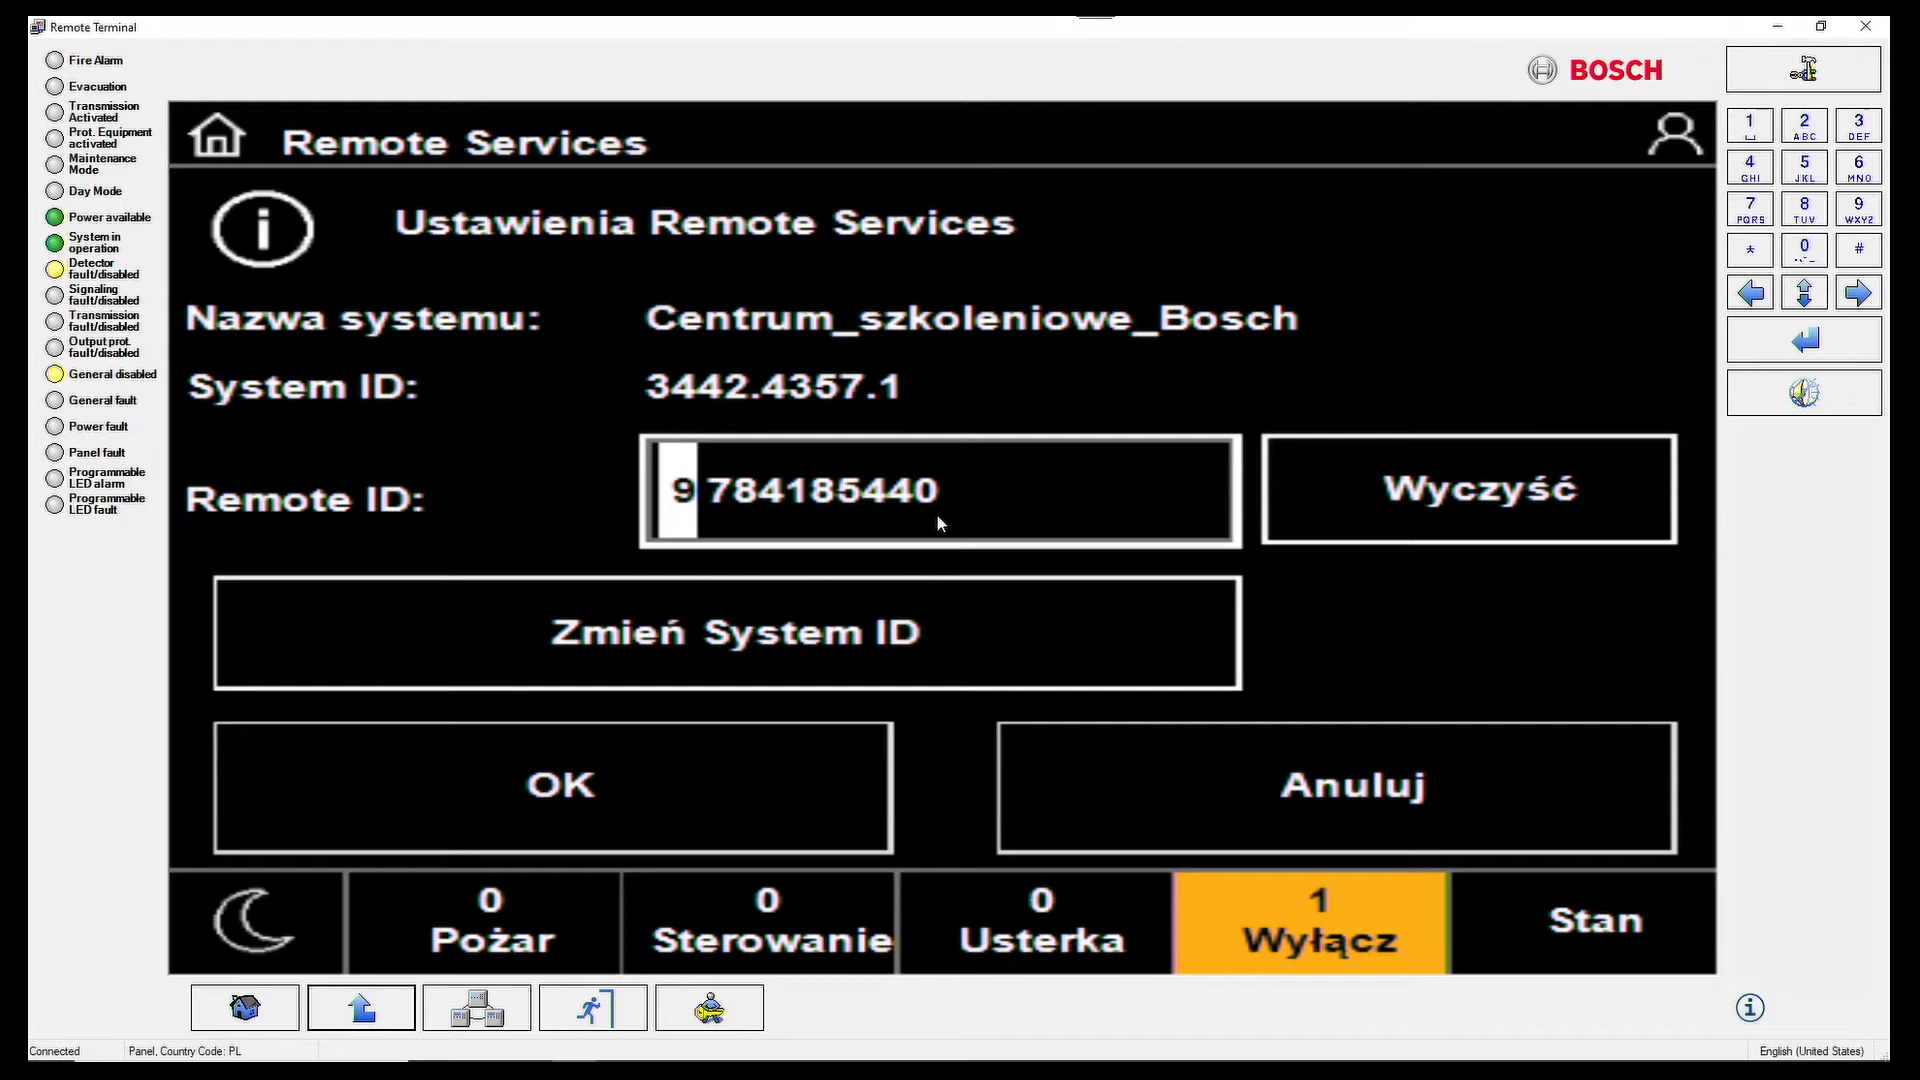 Remote Terminal
Fire Alarm
Evacuation
Transmission
Activated
Prot. Equipment
activated
Maintenance
Mode
Day Mode
Power available
System in
operation
Detector
fault/disabled
Signaling
fault/disabled
Transmission
fault/disabled
Output prot.
fault/disabled
General disabled
General fault
Power fault
Panel fault
Programmable
LED alarm
Programmable
LED fault
BOSCH
Remote Services
Ustawienia Remote Services
Nazwa systemu: Centrum_szkoleniowe_Bosch
System ID: 3442.4357.1
Remote ID: 9784185440 Wyczyść
Zmień System ID
OK Anuluj
0 0 0 1
Pożar Sterowanie Usterka Wyłącz Stan
1 2 3
ABC DEF
4 5 6
GHI JKL MNO
7 8 9
PQRS TUV WXYZ
* 0 #
Connected Panel, Country Code: PL English (United States)